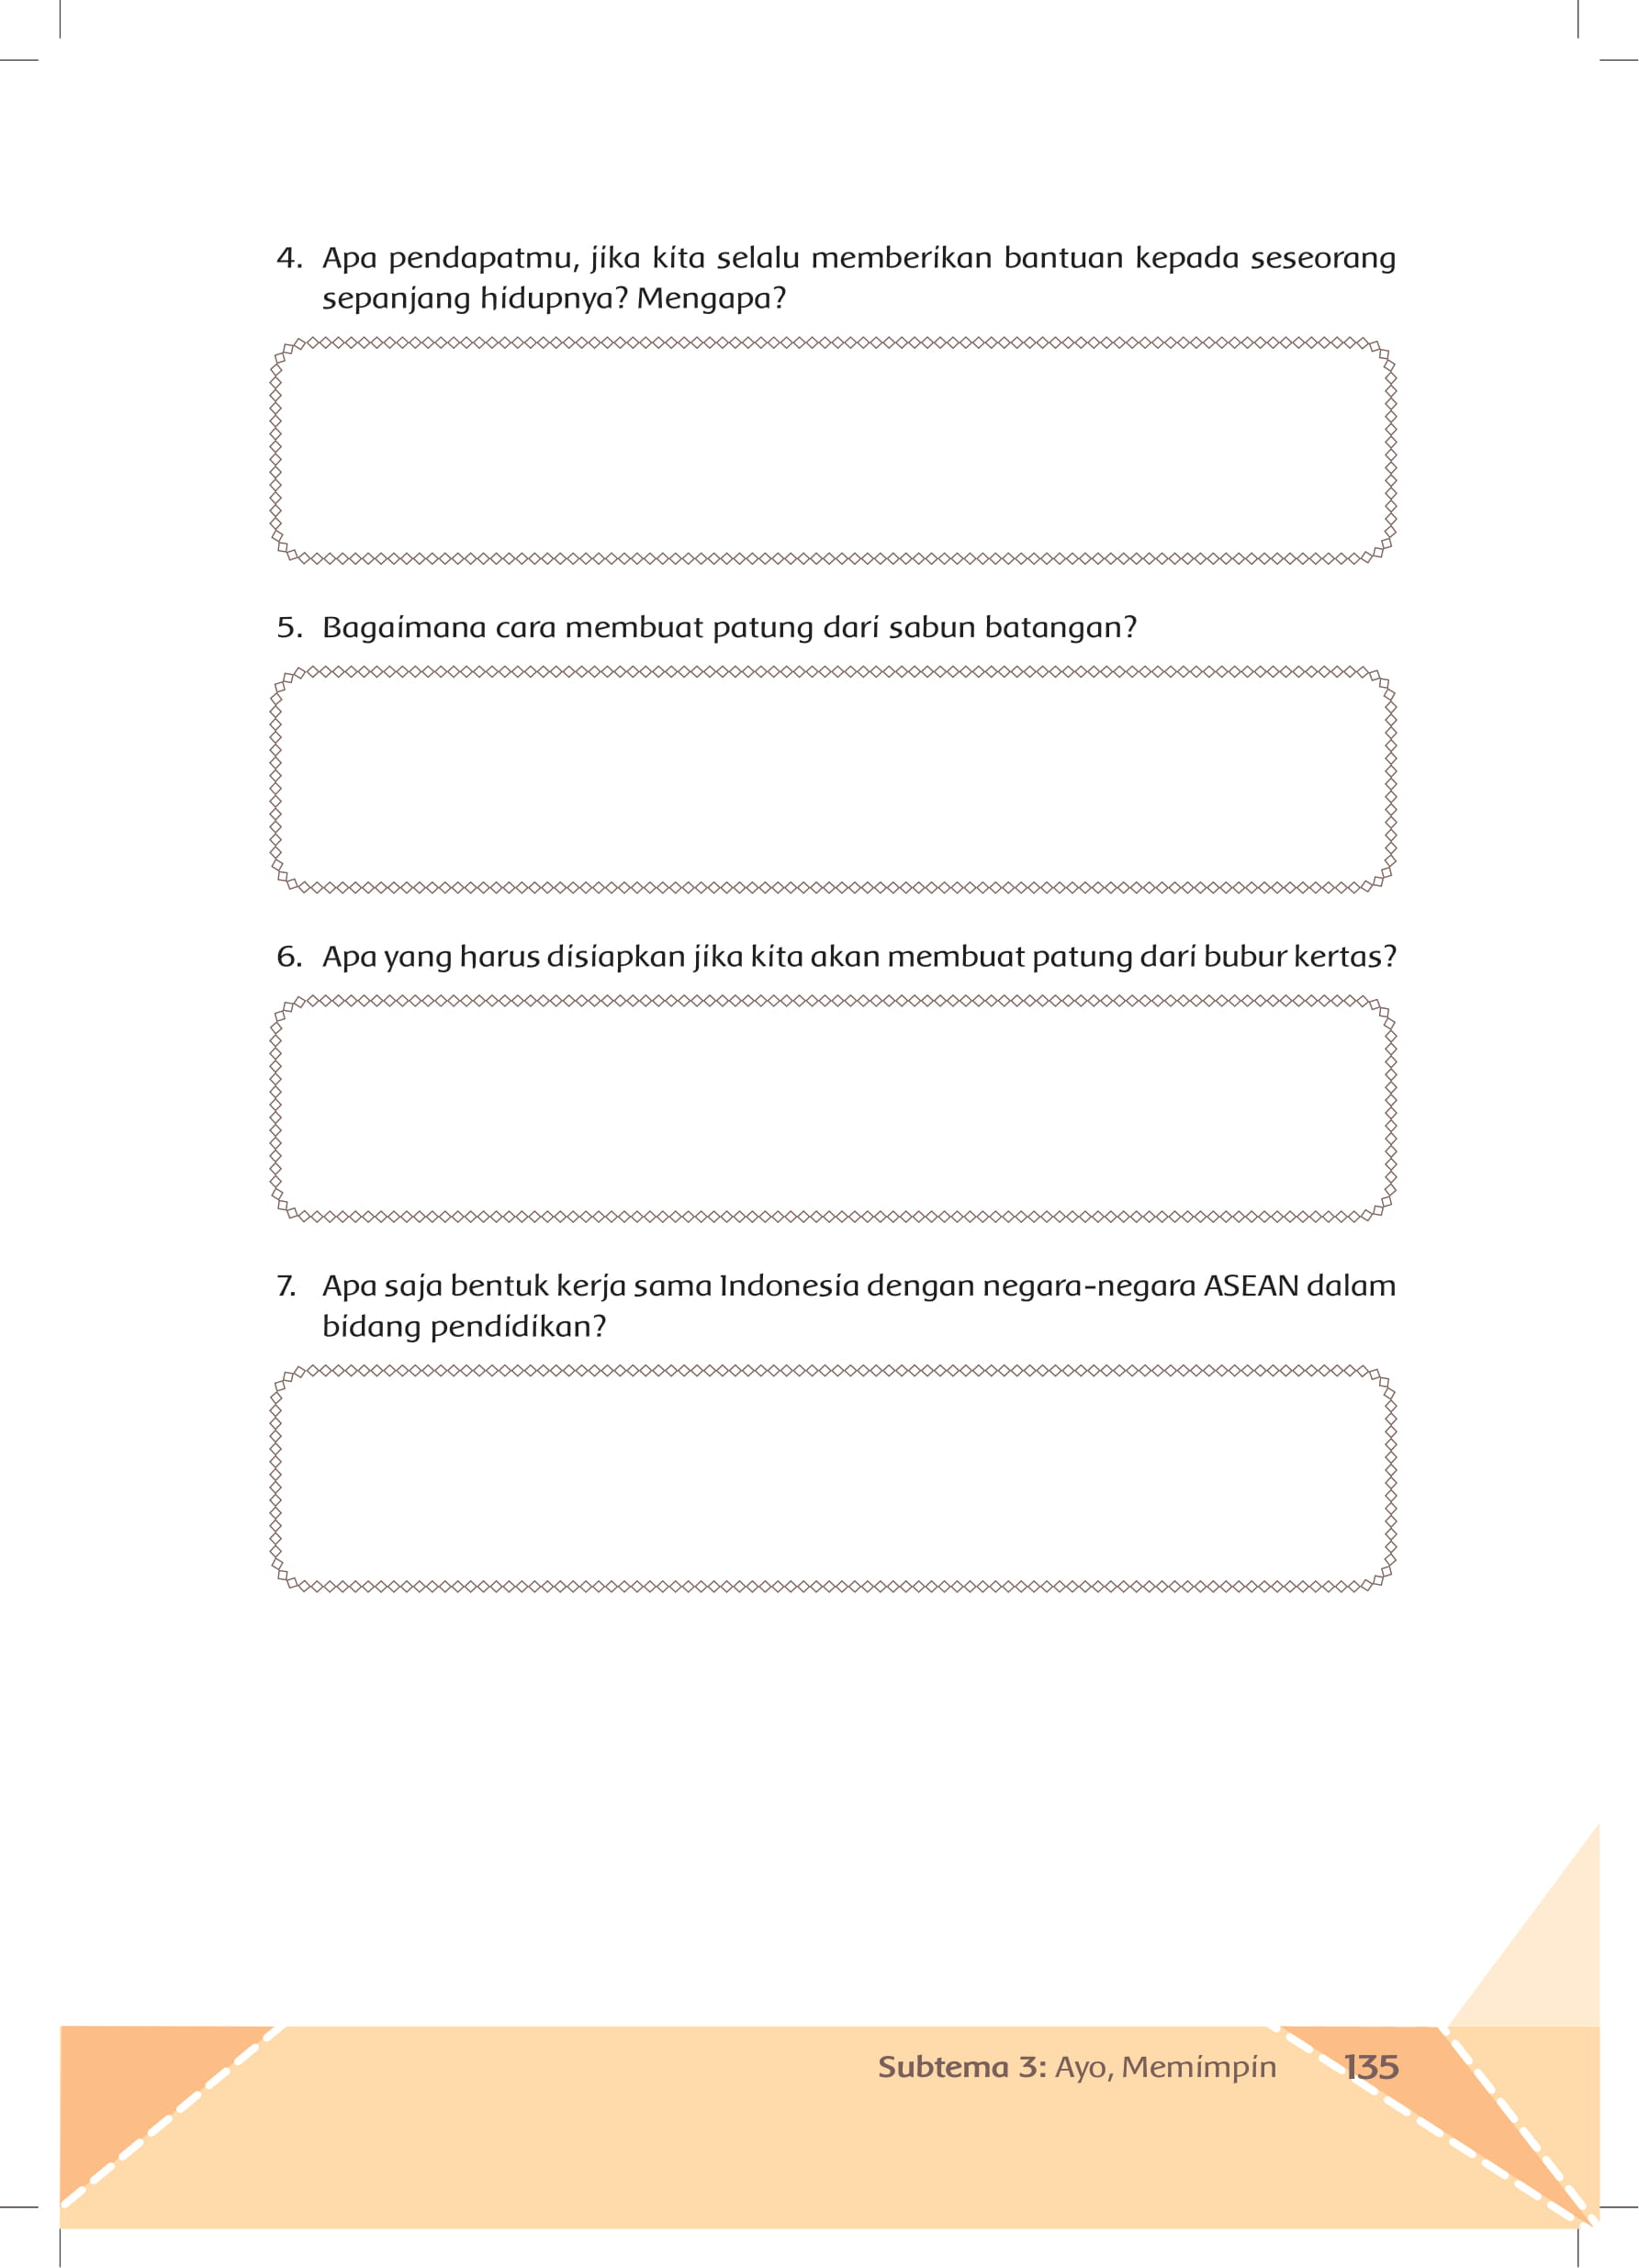 4. Apa pendapatmu, jika kita selalu memberikan bantuan kepada seseorang
sepanjang hidupnya? Mengapa?
5. Bagaimana cara membuat patung dari sabun batangan?
6. Apa yang harus disiapkan jika kita akan membuat patung dari bubur kertas?
7. Apa saja bentuk kerja sama Indonesia dengan negara-negara ASEAN dalam
bidang pendidikan?
Subtema 3: Ayo, Memimpin 135